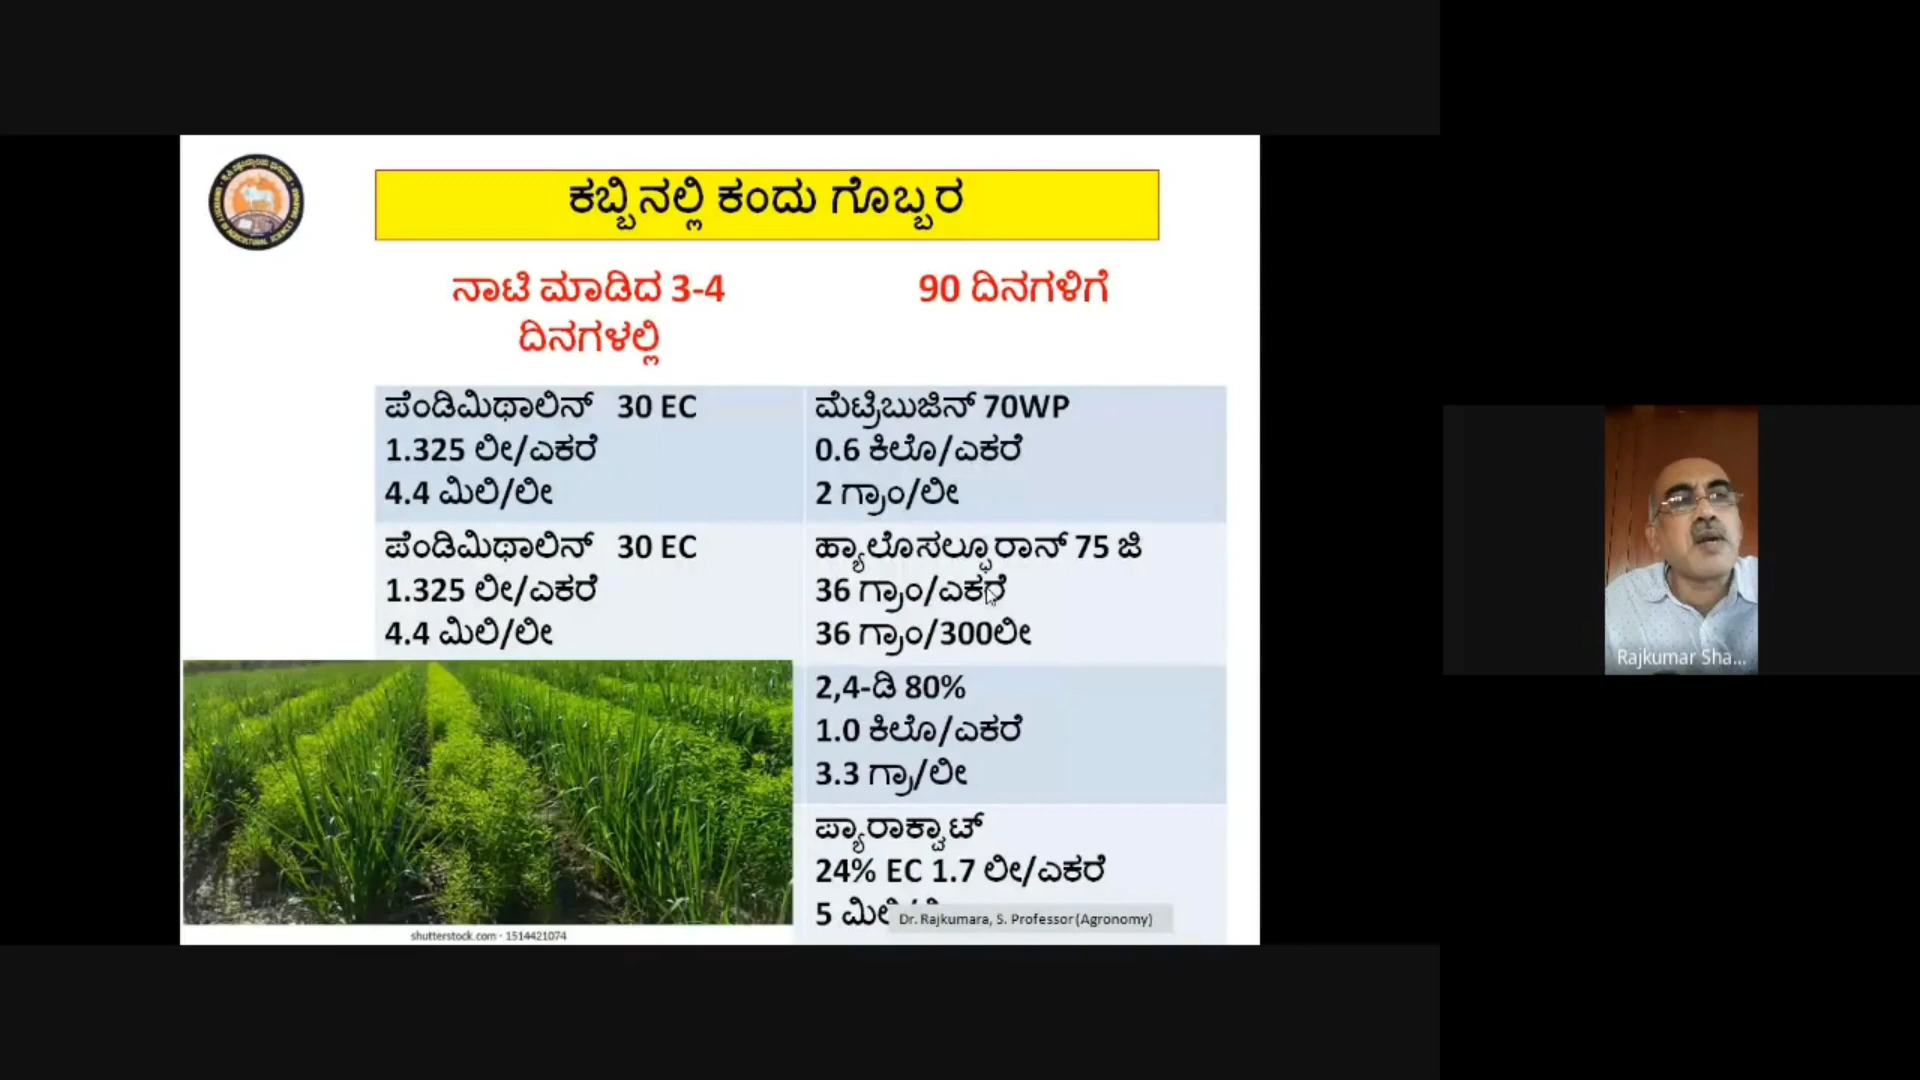 ಕಬ್ಬಿನಲ್ಲಿ ಕಂದು ಗೊಬ್ಬರ
ನಾಟಿ ಮಾಡಿದ 3-4
ದಿನಗಳಲ್ಲಿ
90 ದಿನಗಳಿಗೆ
ಪೆಂಡಿಮಿಥಾಲಿನ್ 30 EC
1.325 ಲೀ/ಎಕರೆ
4.4 ಮಿಲಿ/ಲೀ
ಮೆಟ್ರಿಬುಜಿನ್ 70WP
0.6 ಕಿಲೊ/ಎಕರೆ
2 ಗ್ರಾಂ/ಲೀ
ಪೆಂಡಿಮಿಥಾಲಿನ್ 30 EC
1.325 ಲೀ/ಎಕರೆ
4.4 ಮಿಲಿ/ಲೀ
ಹ್ಯಾಲೊಸಲ್ಫೂರಾನ್ 75 ಜಿ
36 ಗ್ರಾಂ/ಎಕರೆ
36 ಗ್ರಾಂ/300ಲೀ
2,4-ಡಿ 80%
1.0 ಕಿಲೊ/ಎಕರೆ
3.3 ಗ್ರಾ/ಲೀ
ಪ್ಯಾರಾಕ್ವಾಟ್
24% EC 1.7 ಲೀ/ಎಕರೆ
5
Dr. Rajkumara, S. Professor(Agronomy)
shutterstock.com · 1514421074
Rajkumar Sha...